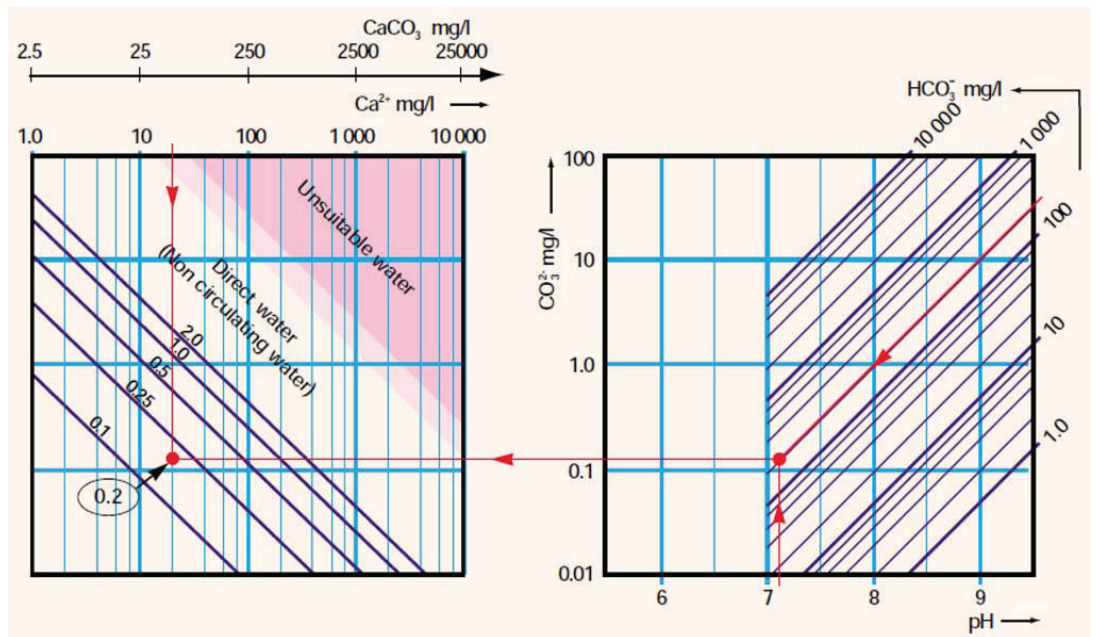 CaCO₃ mg/l
2.5 25 250 2500 25000
Ca²⁺ mg/l
1.0 10 100 1 000 10 000
Unsuitable water
Direct water
(Non circulating water)
2.0
1.0
0.5
0.25
0.1
0.2
HCO₃⁻ mg/l
10 000
1 000
100
10
1.0
CO₃²⁻ mg/l
100
10
1.0
0.1
0.01
6 7 8 9
pH